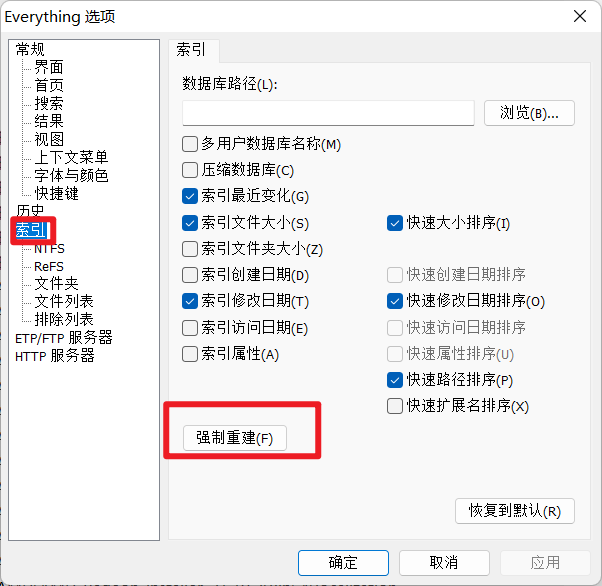 Everything 选项
常规
界面
首页
搜索
结果
视图
上下文菜单
字体与颜色
快捷键
历史
索引
NTFS
ReFS
文件夹
文件列表
排除列表
ETP/FTP 服务器
HTTP 服务器
索引
数据库路径(L):
浏览(B)...
多用户数据库名称(M)
压缩数据库(C)
索引最近变化(G)
索引文件大小(S)
快速大小排序(I)
索引文件夹大小(Z)
索引创建日期(D)
快速创建日期排序
索引修改日期(T)
快速修改日期排序(O)
索引访问日期(E)
快速访问日期排序
索引属性(A)
快速属性排序(U)
快速路径排序(P)
快速扩展名排序(X)
强制重建(F)
恢复到默认(R)
确定
取消
应用